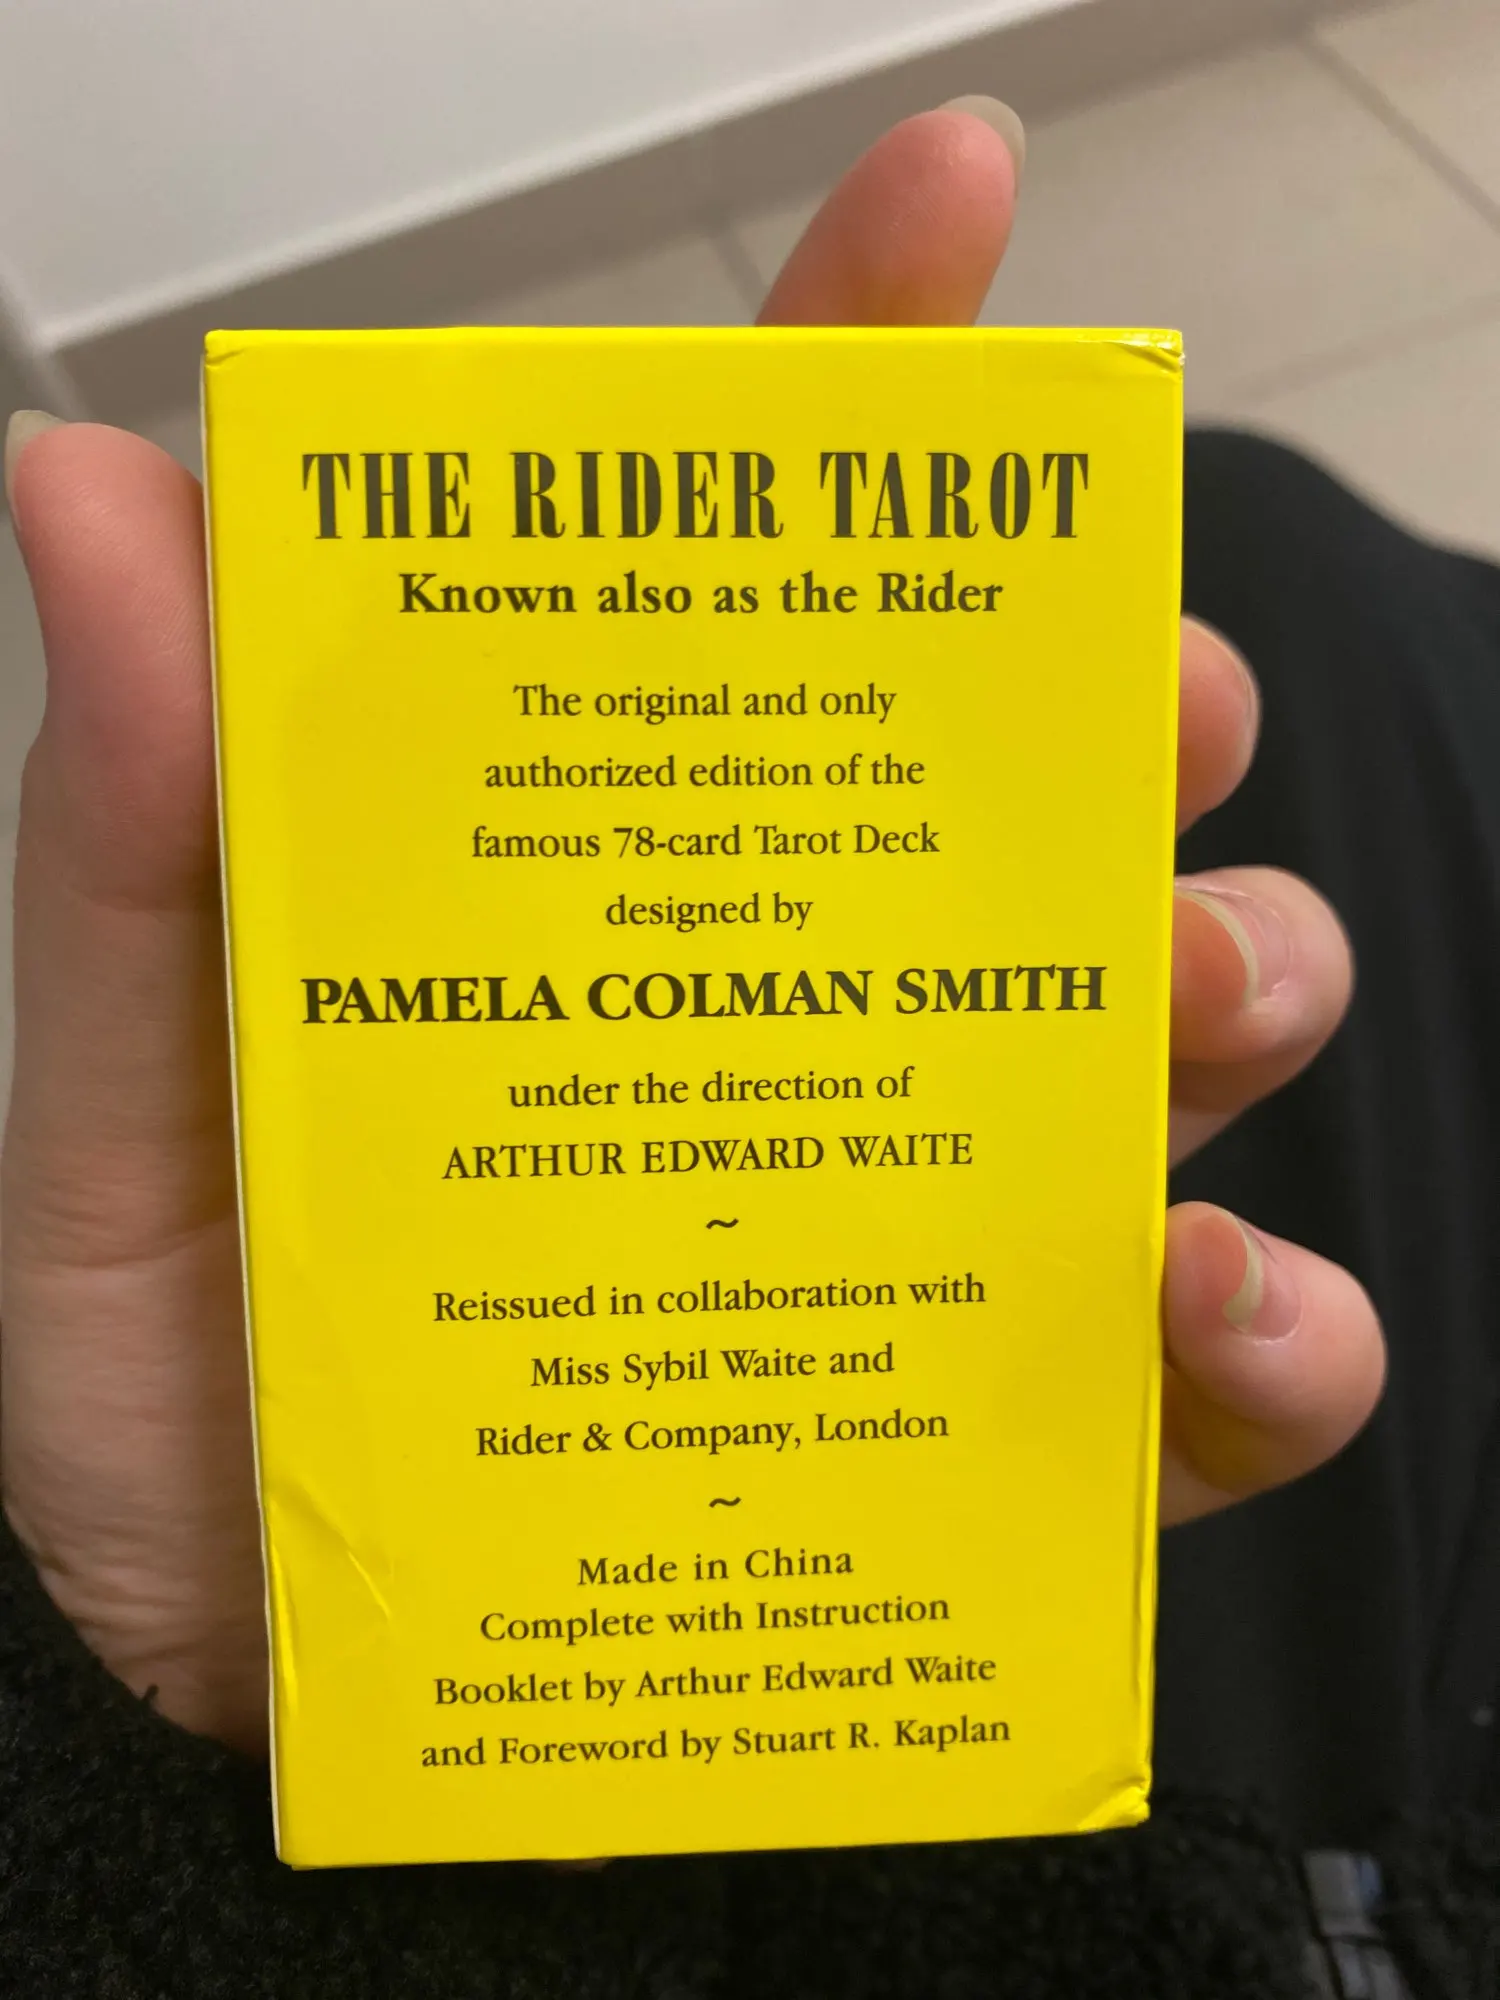 THE RIDER TAROT
Known also as the Rider
The original and only
authorized edition of the
famous 78-card Tarot Deck
designed by
PAMELA COLMAN SMITH
under the direction of
ARTHUR EDWARD WAITE
~
Reissued in collaboration with
Miss Sybil Waite and
Rider & Company, London
~
Made in China
Complete with Instruction
Booklet by Arthur Edward Waite
and Foreword by Stuart R. Kaplan